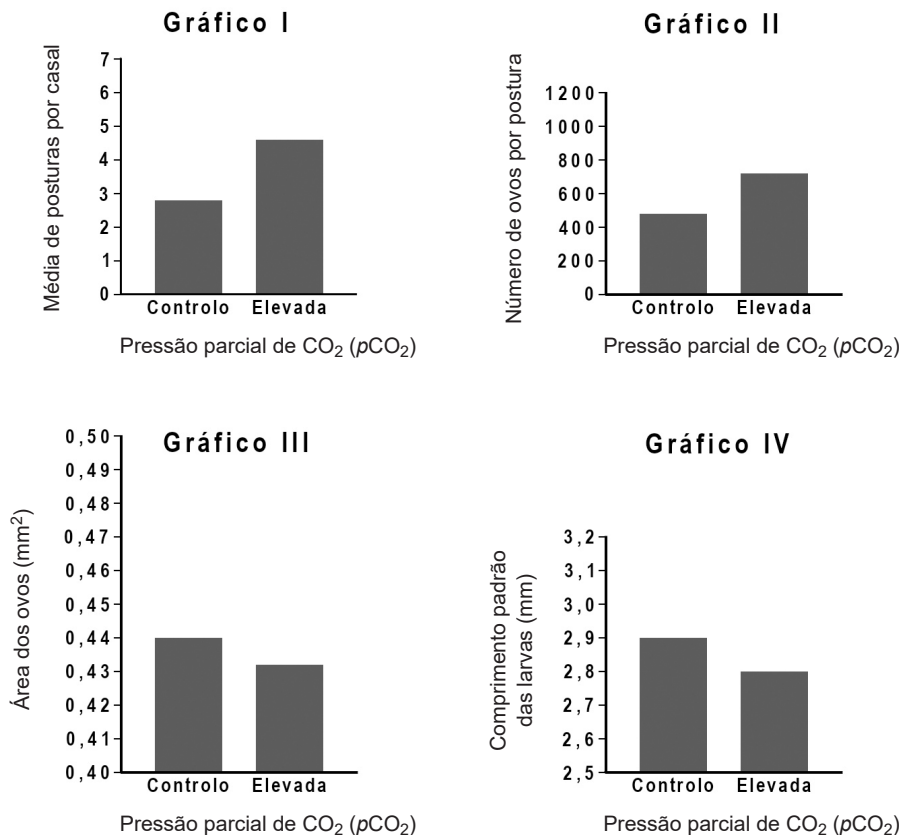 Gráfico I
Média de posturas por casal
7
6
5
4
3
2
1
0
Controlo Elevada
Pressão parcial de CO₂ (pCO₂)
Gráfico II
Número de ovos por postura
1200
1000
800
600
400
200
0
Controlo Elevada
Pressão parcial de CO₂ (pCO₂)
Gráfico III
Área dos ovos (mm²)
0,50
0,49
0,48
0,47
0,46
0,45
0,44
0,43
0,42
0,41
0,40
Controlo Elevada
Pressão parcial de CO₂ (pCO₂)
Gráfico IV
Comprimento padrão
das larvas (mm)
3,2
3,1
3,0
2,9
2,8
2,7
2,6
2,5
Controlo Elevada
Pressão parcial de CO₂ (pCO₂)